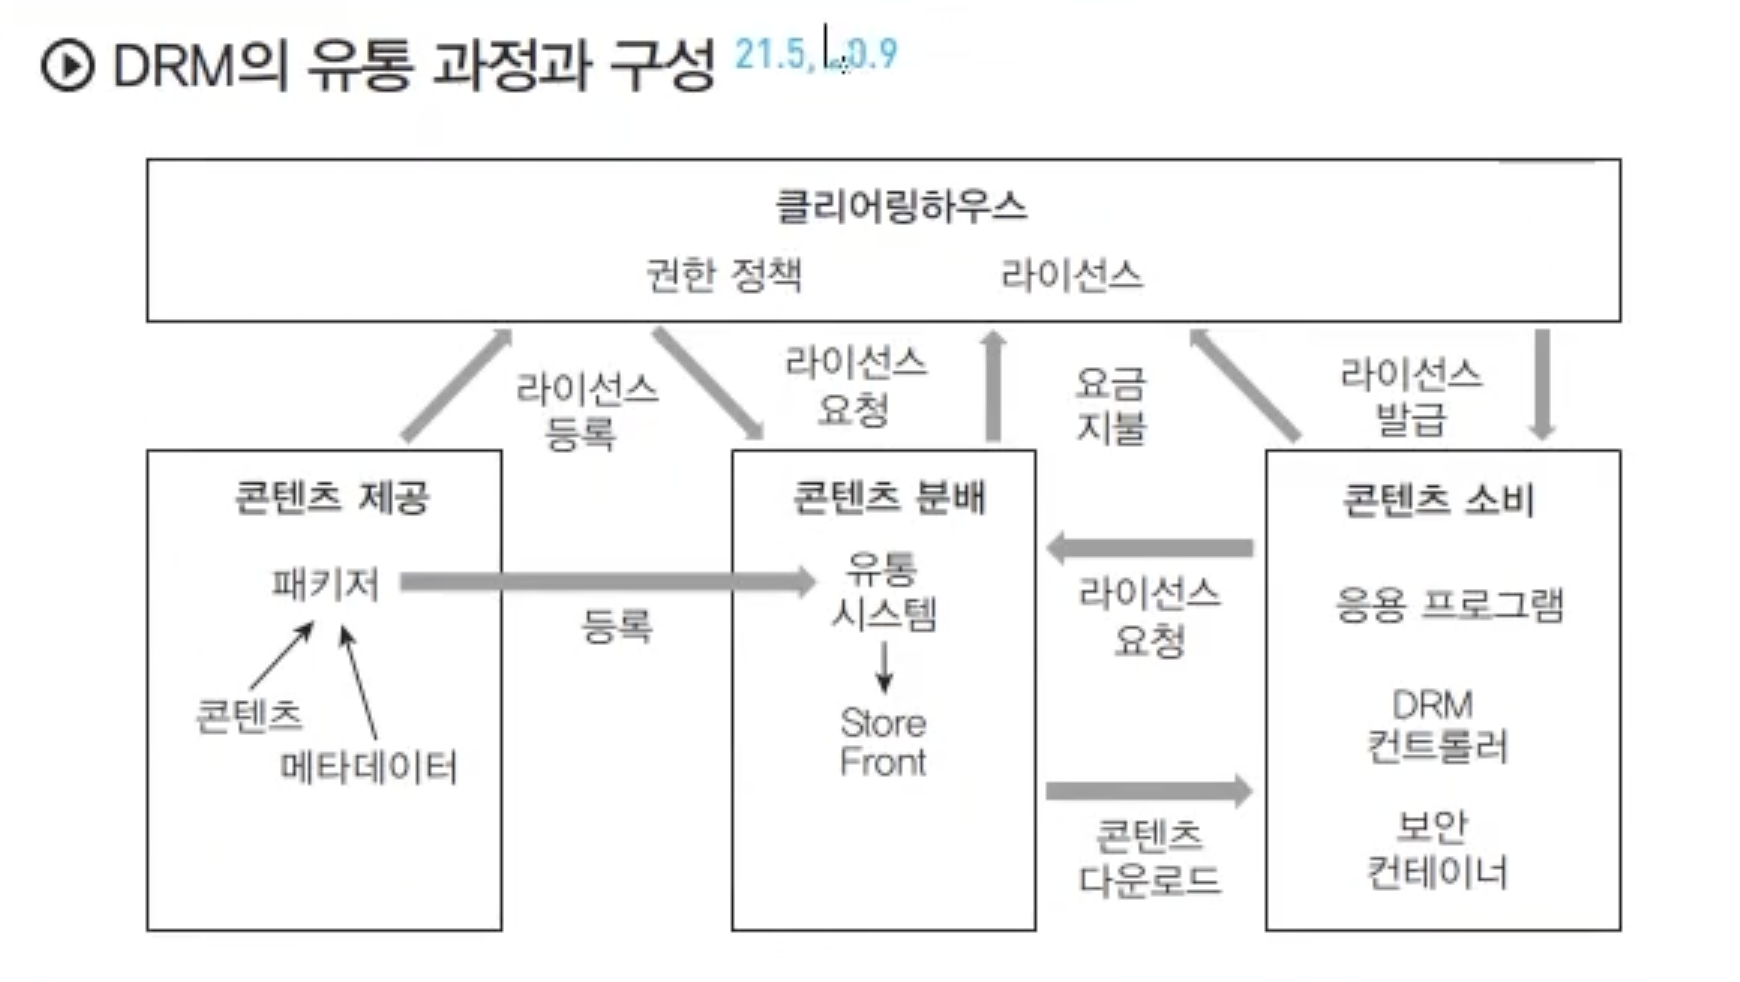 DRM의 유통 과정과 구성 21.5, 0.9
클리어링하우스
권한 정책 라이선스
라이선스
등록
라이선스
요청
요금
지불
라이선스
발급
콘텐츠 제공
패키저
콘텐츠
메타데이터
등록
콘텐츠 분배
유통
시스템
Store
Front
라이선스
요청
콘텐츠
다운로드
콘텐츠 소비
응용 프로그램
DRM
컨트롤러
보안
컨테이너